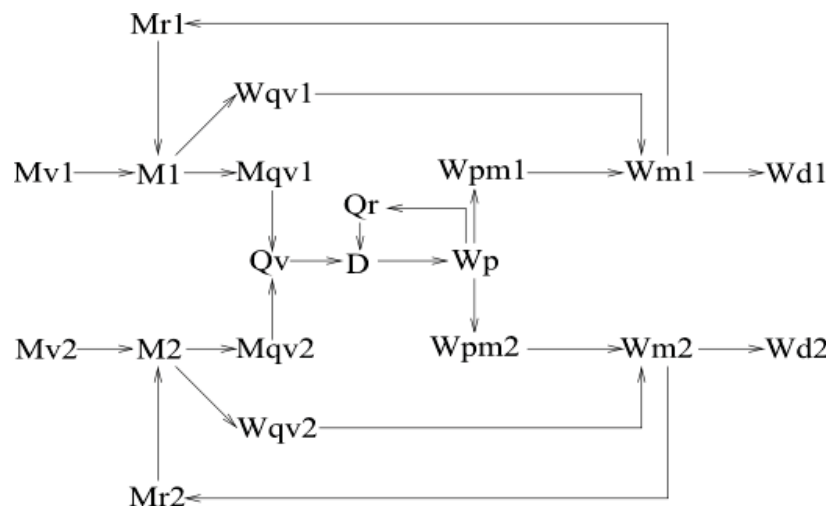 Mr1
Wqv1
Mv1 M1 Mqv1 Wpm1 Wm1 Wd1
Qr
Qv D Wp
Mv2 M2 Mqv2 Wpm2 Wm2 Wd2
Wqv2
Mr2